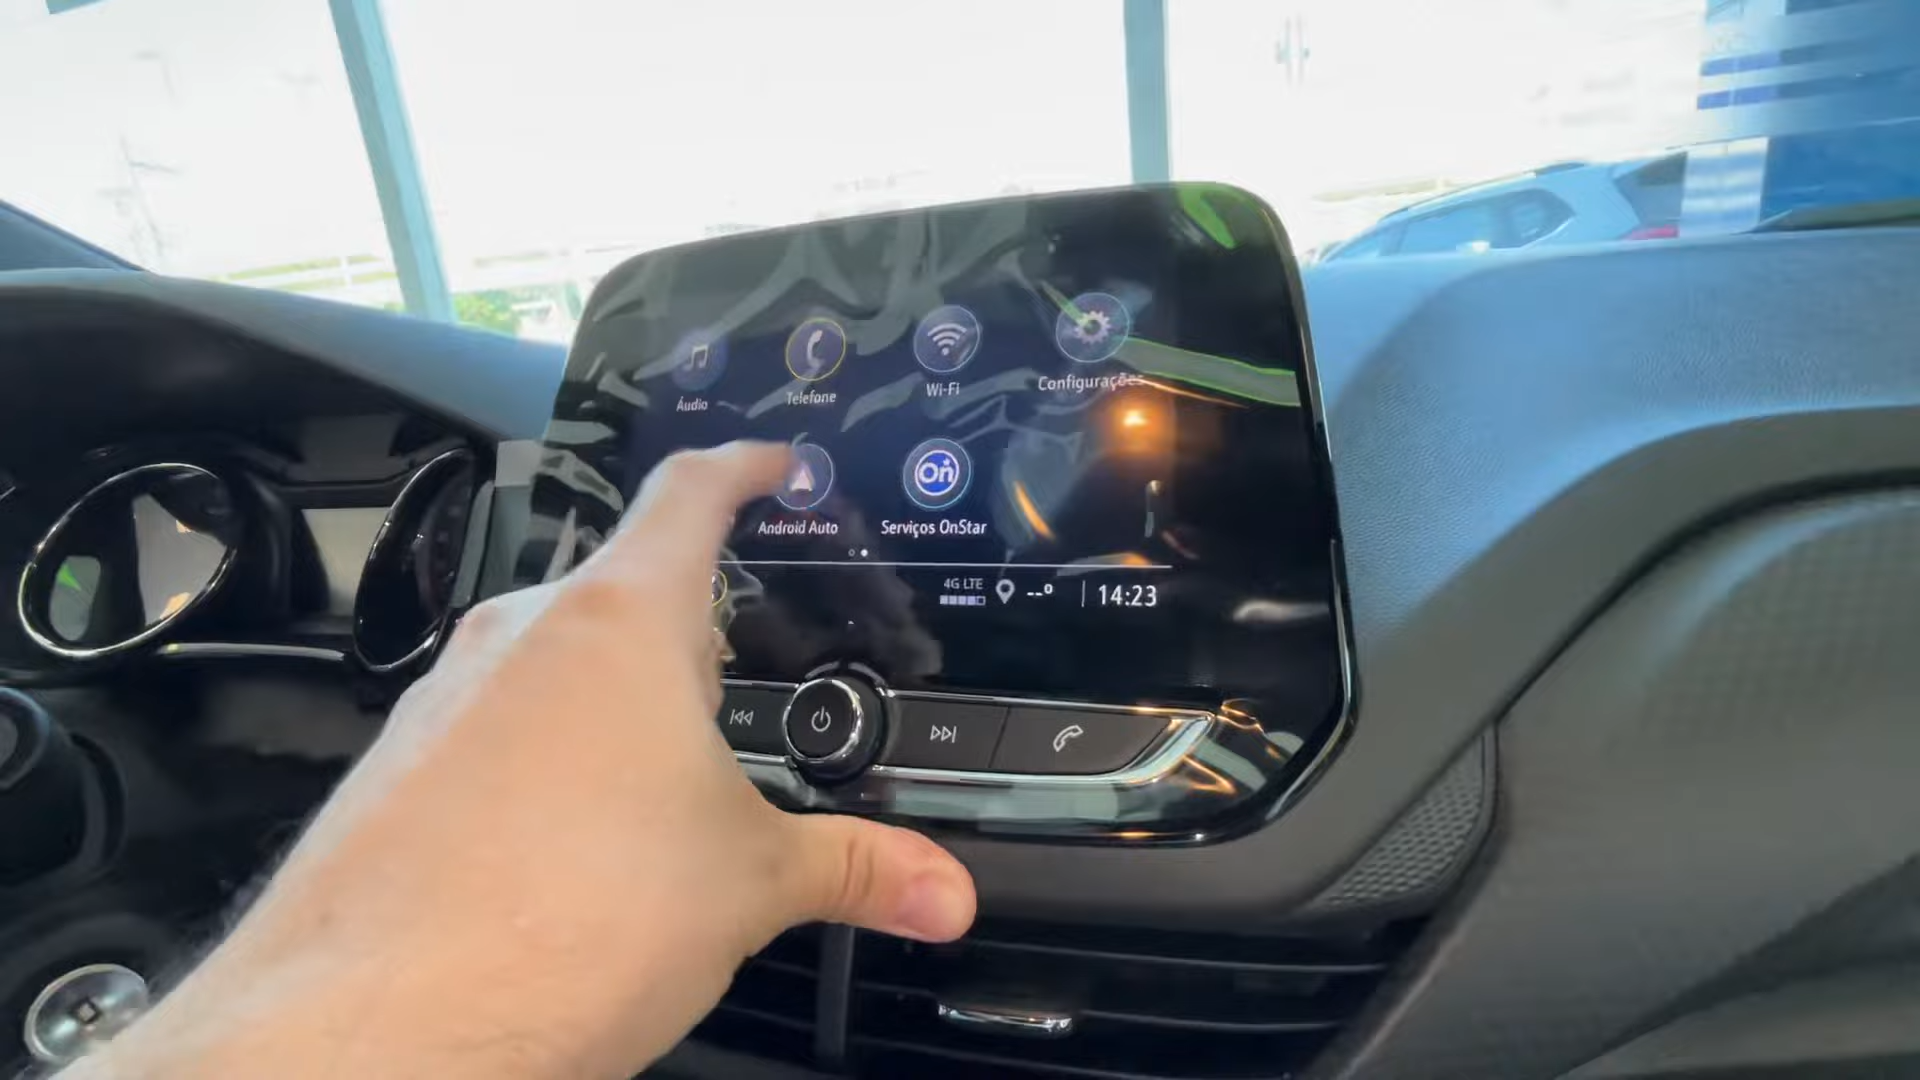 Áudio
Telefone
Wi-Fi
Configurações
Android Auto
On
Serviços OnStar
4G LTE
--°
14:23